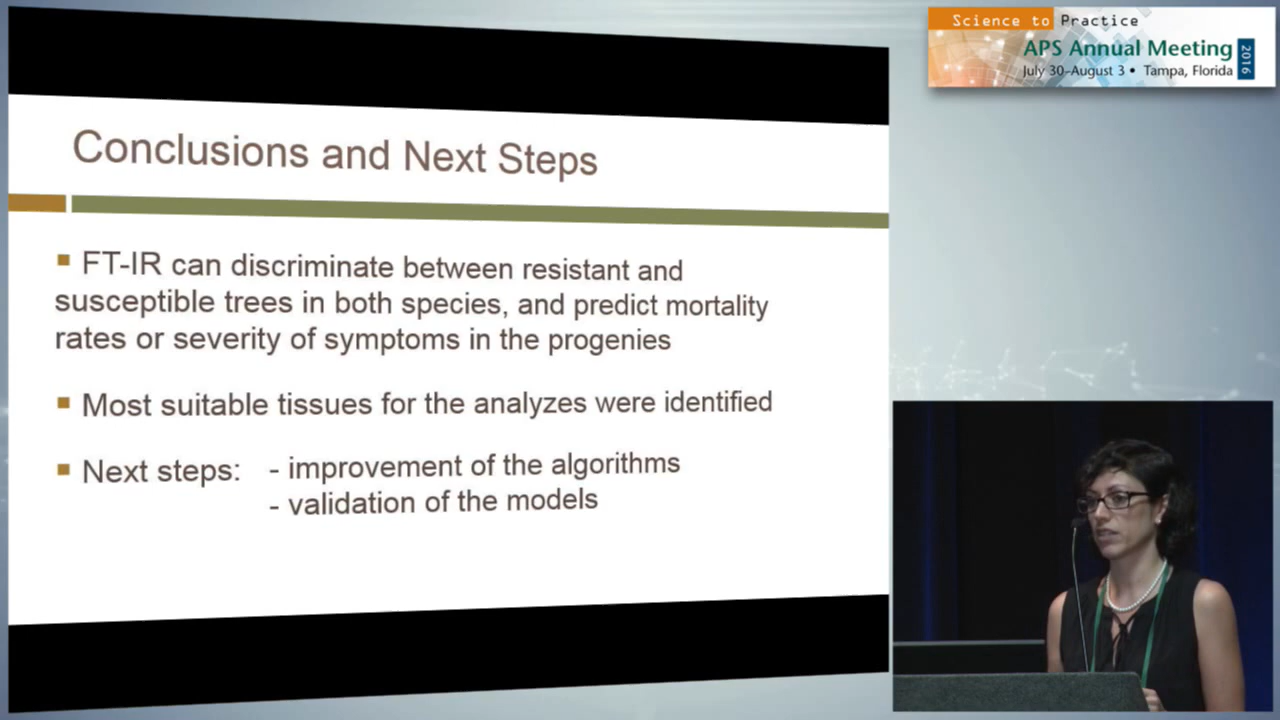 Science to Practice
APS Annual Meeting
2016
July 30–August 3 • Tampa, Florida
Conclusions and Next Steps
▪ FT-IR can discriminate between resistant and
susceptible trees in both species, and predict mortality
rates or severity of symptoms in the progenies
▪ Most suitable tissues for the analyzes were identified
▪ Next steps: - improvement of the algorithms
- validation of the models